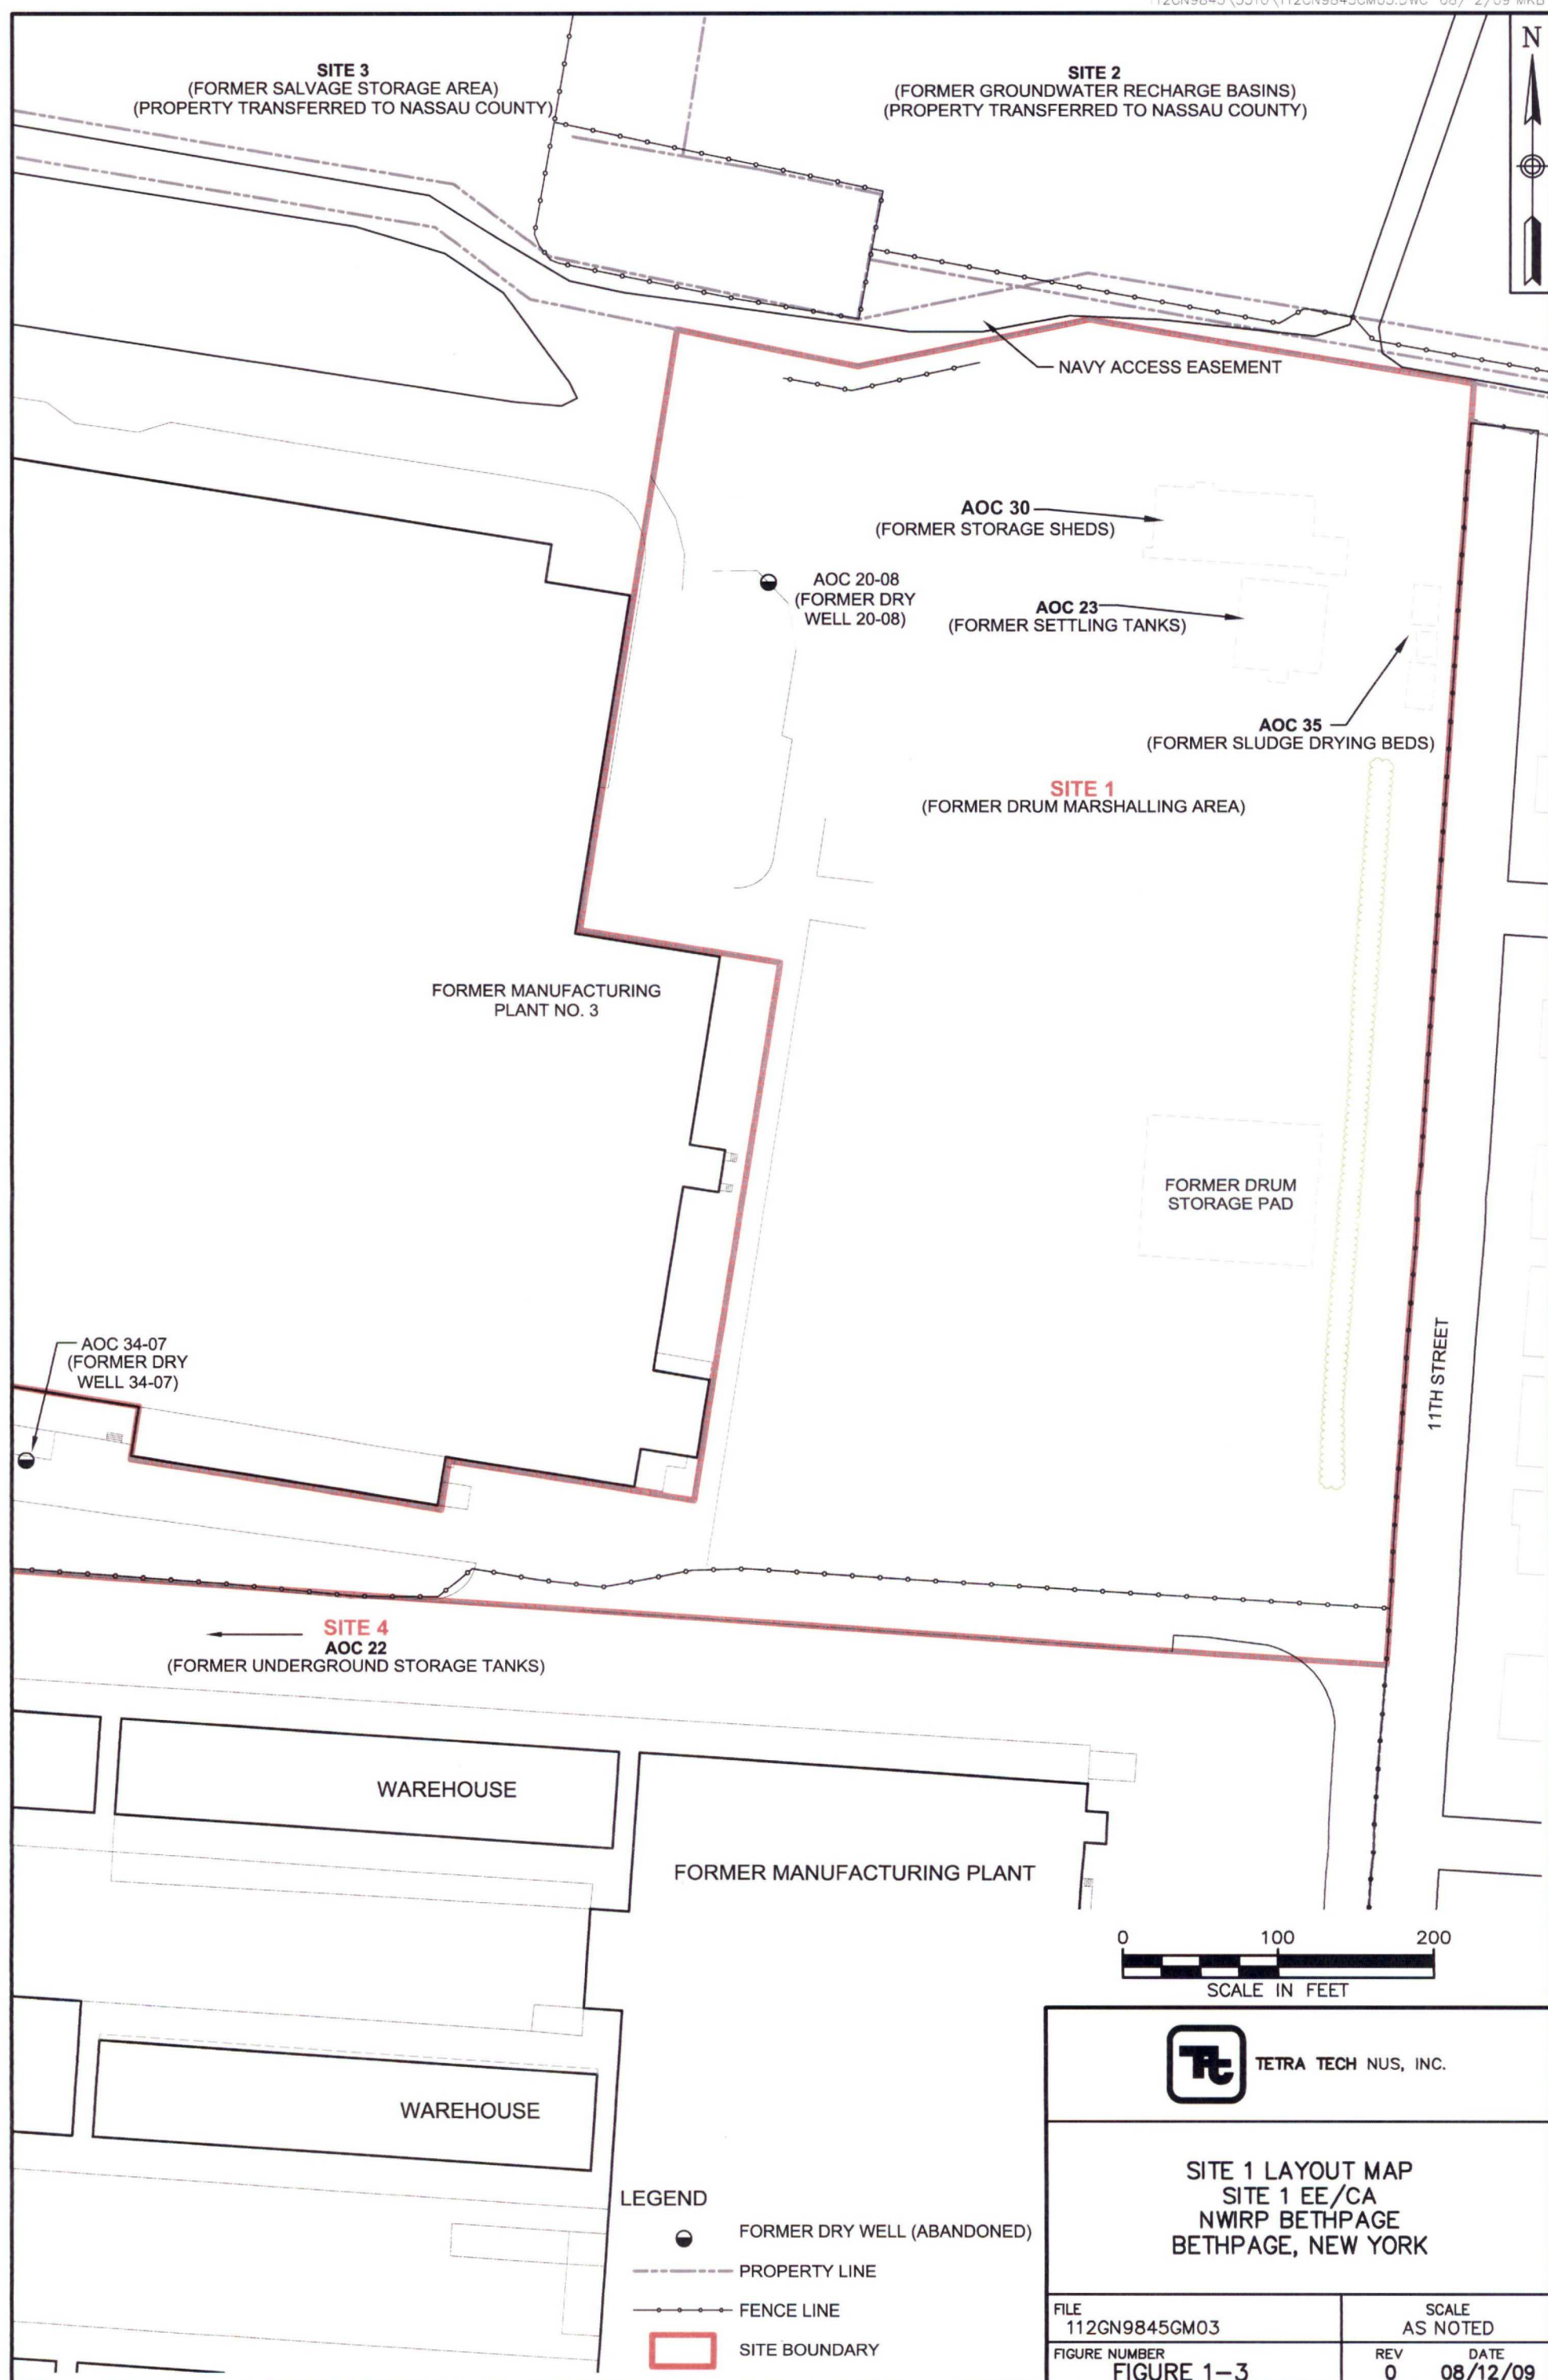 SITE 3
(FORMER SALVAGE STORAGE AREA)
(PROPERTY TRANSFERRED TO NASSAU COUNTY)
SITE 2
(FORMER GROUNDWATER RECHARGE BASINS)
(PROPERTY TRANSFERRED TO NASSAU COUNTY)
N
NAVY ACCESS EASEMENT
AOC 30
(FORMER STORAGE SHEDS)
AOC 20-08
(FORMER DRY
WELL 20-08)
AOC 23
(FORMER SETTLING TANKS)
AOC 35
(FORMER SLUDGE DRYING BEDS)
SITE 1
(FORMER DRUM MARSHALLING AREA)
FORMER MANUFACTURING
PLANT NO. 3
FORMER DRUM
STORAGE PAD
11TH STREET
AOC 34-07
(FORMER DRY
WELL 34-07)
SITE 4
AOC 22
(FORMER UNDERGROUND STORAGE TANKS)
WAREHOUSE
FORMER MANUFACTURING PLANT
0 100 200
SCALE IN FEET
WAREHOUSE
TETRA TECH NUS, INC.
SITE 1 LAYOUT MAP
SITE 1 EE/CA
NWIRP BETHPAGE
BETHPAGE, NEW YORK
LEGEND
FORMER DRY WELL (ABANDONED)
PROPERTY LINE
FENCE LINE
SITE BOUNDARY
FILE
112GN9845GM03
SCALE
AS NOTED
FIGURE NUMBER
FIGURE 1-3
REV
0
DATE
08/12/09